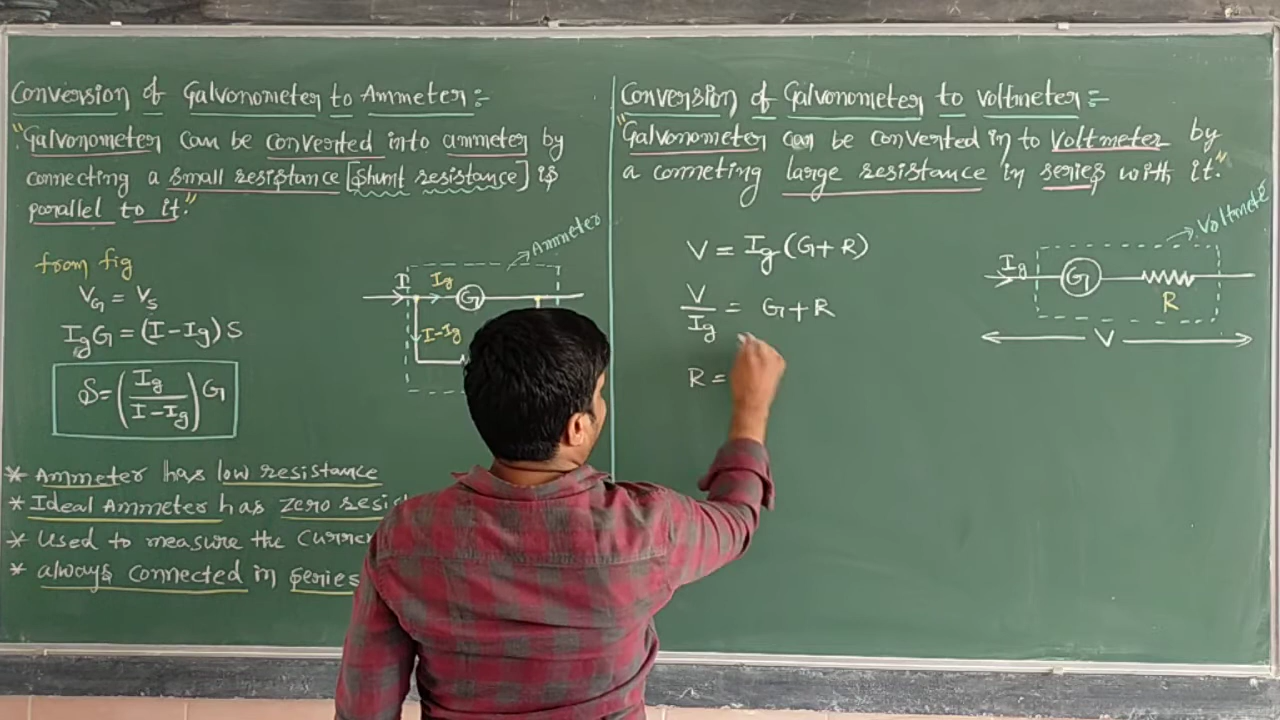 Conversion of Galvonometer to Ammeter:-
"Galvonometer can be converted into ammeter by
connecting a small resistance [shunt resistance] is
parallel to it."
from fig
V_G = V_S
I_g G = (I - I_g) S
S = (I_g / (I - I_g)) G
* Ammeter has low resistance
* Ideal Ammeter has zero
* Used to measure the
* always connected in series
Ammeter
I I_g
G
I-I_g
Conversion of Galvonometer to Voltmeter:-
"Galvonometer can be converted in to Voltmeter by
a conneting large resistance in series with it."
V = I_g (G + R)
V / I_g = G + R
R =
I_g
G
R
V